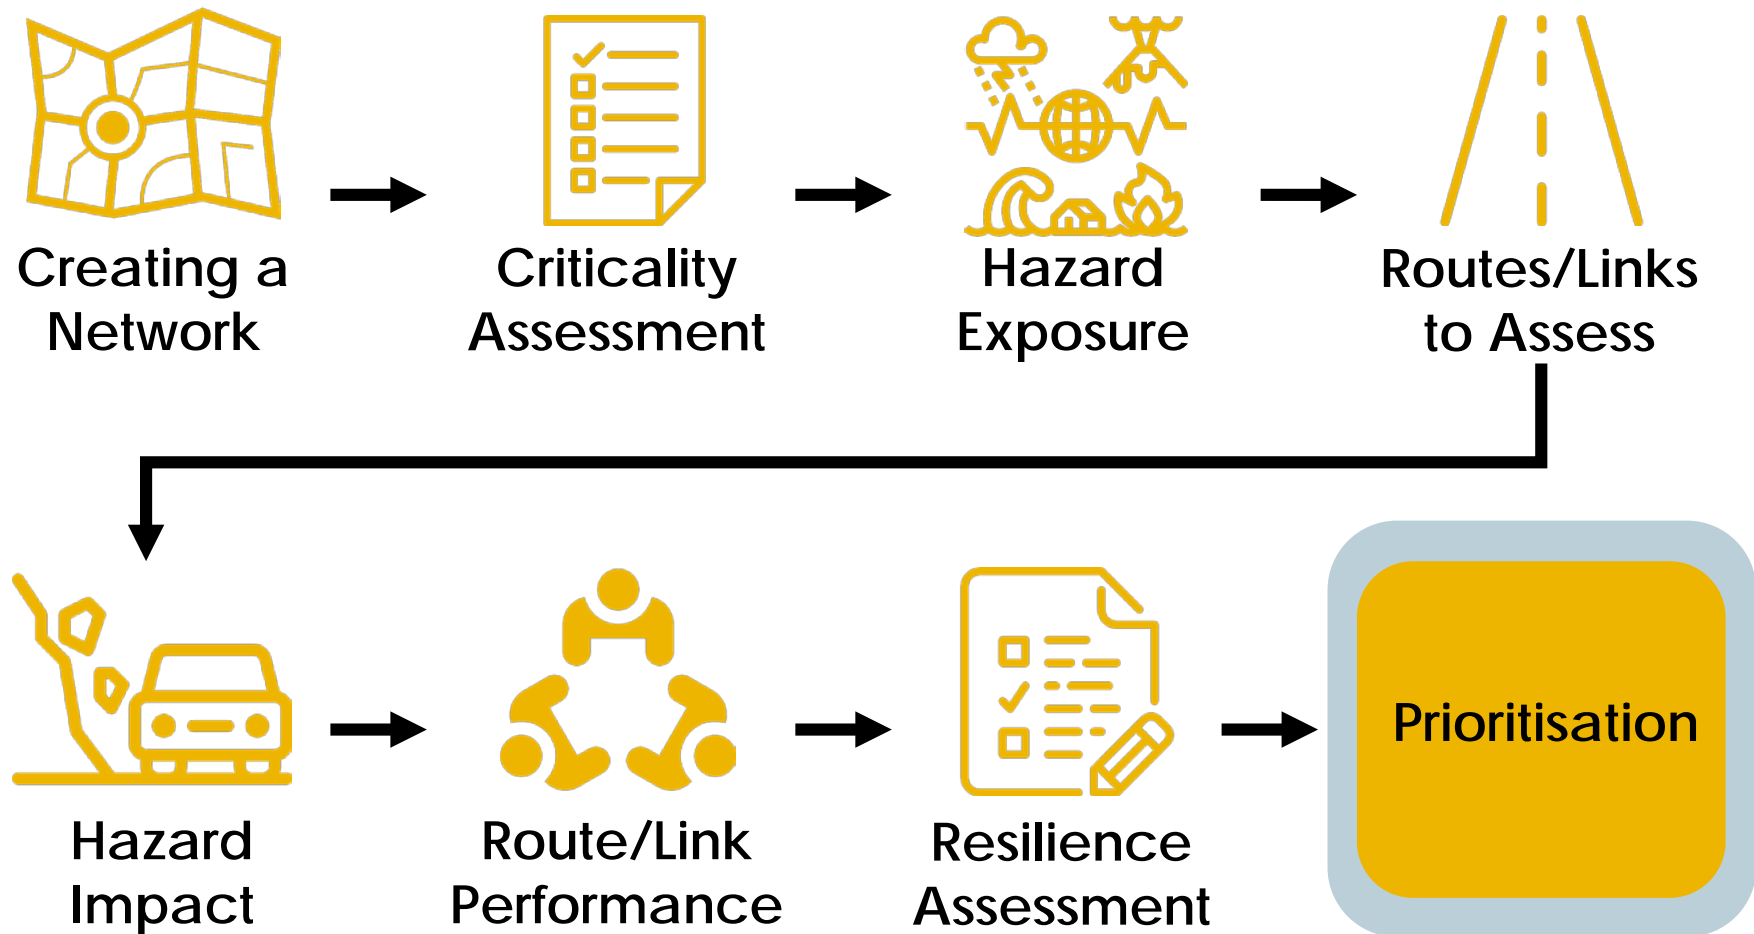 Creating a
Network
Criticality
Assessment
Hazard
Exposure
Routes/Links
to Assess
Hazard
Impact
Route/Link
Performance
Resilience
Assessment
Prioritisation